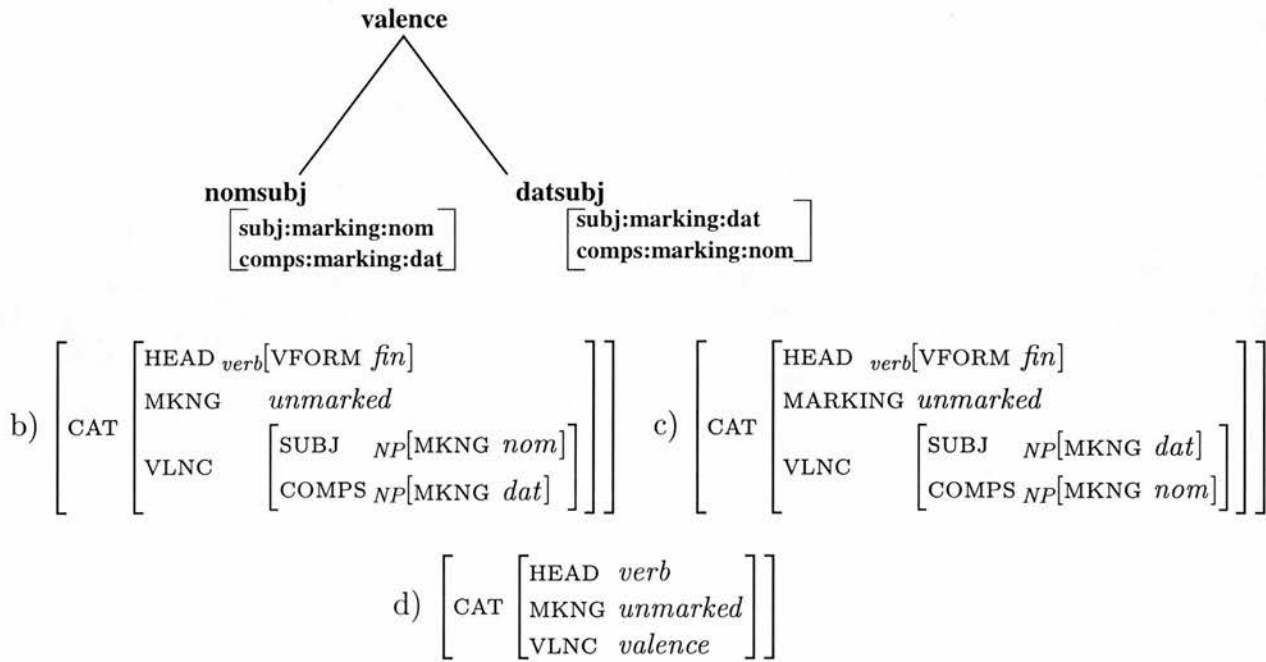 valence
nomsubj datsubj
subj:marking:nom subj:marking:dat
comps:marking:dat comps:marking:nom
b) CAT HEAD verb[VFORM fin] c) CAT HEAD verb[VFORM fin]
MKNG unmarked MARKING unmarked
VLNC SUBJ NP[MKNG nom] VLNC SUBJ NP[MKNG dat]
COMPS NP[MKNG dat] COMPS NP[MKNG nom]
d) CAT HEAD verb
MKNG unmarked
VLNC valence